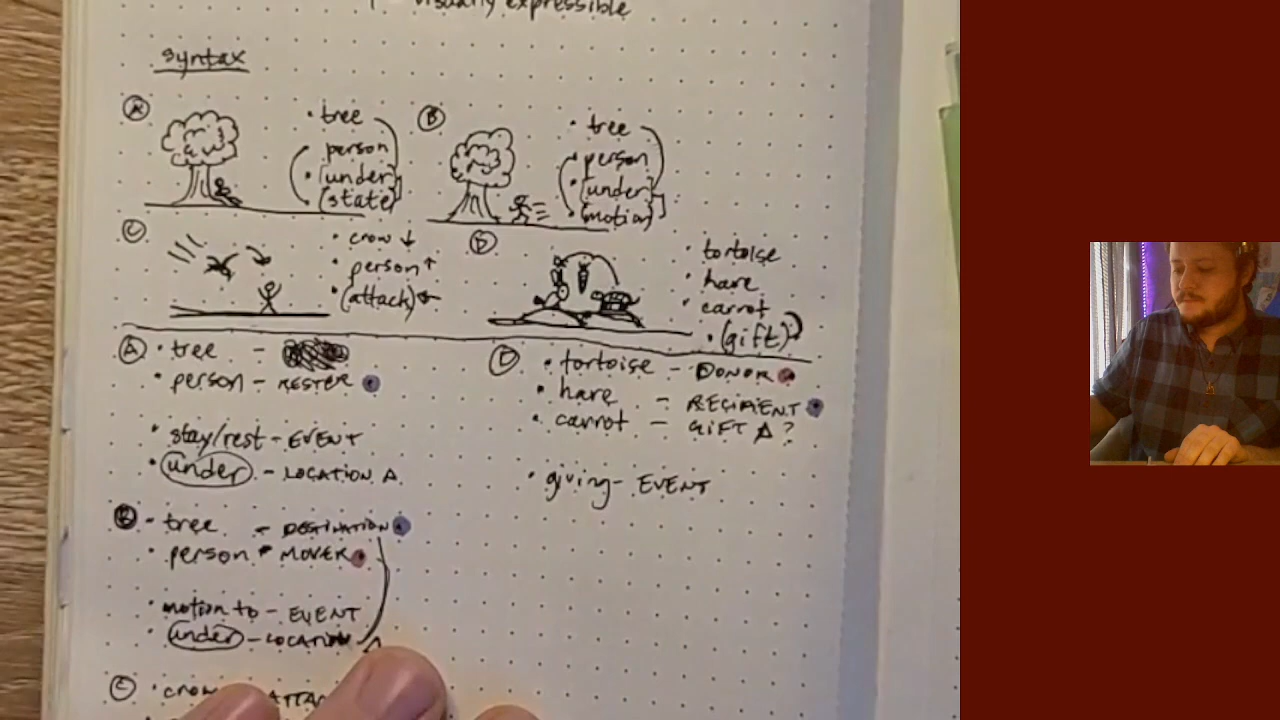 visually expressible
syntax
A
• tree
person
• (under)
(state)
B
• tree
• person
• (under)
• (motion)
C
• crow ↓
• person ↑
• (attack)
D
• tortoise
• hare
• carrot
• (gift)
A • tree –
• person – RESTER
• stay/rest – EVENT
• under – LOCATION Δ
B – tree – DESTINATION
• person – MOVER
• motion to – EVENT
• under – LOCATION
C • crow
D • tortoise – DONOR
• hare – RECIPIENT
• carrot – GIFT Δ ?
• giving – EVENT